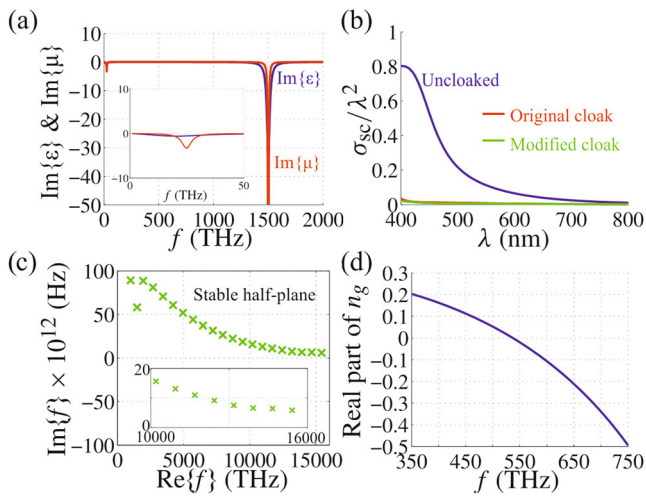 (a)
Im{ε} & Im{μ}
10
0
-10
-20
-30
-40
-50
0
500
1000
1500
2000
f (THz)
Im{ε}
Im{μ}
10
0
-10
0
50
f (THz)
(b)
σsc/λ²
1
0.8
0.6
0.4
0.2
0
400
500
600
700
800
λ (nm)
Uncloaked
Original cloak
Modified cloak
(c)
Im{f} × 10¹² (Hz)
100
50
0
-50
-100
0
5000
10000
15000
Re{f} (THz)
Stable half-plane
20
0
10000
16000
(d)
Real part of ng
0.3
0.2
0.1
0
-0.1
-0.2
-0.3
-0.4
-0.5
350
450
550
650
750
f (THz)